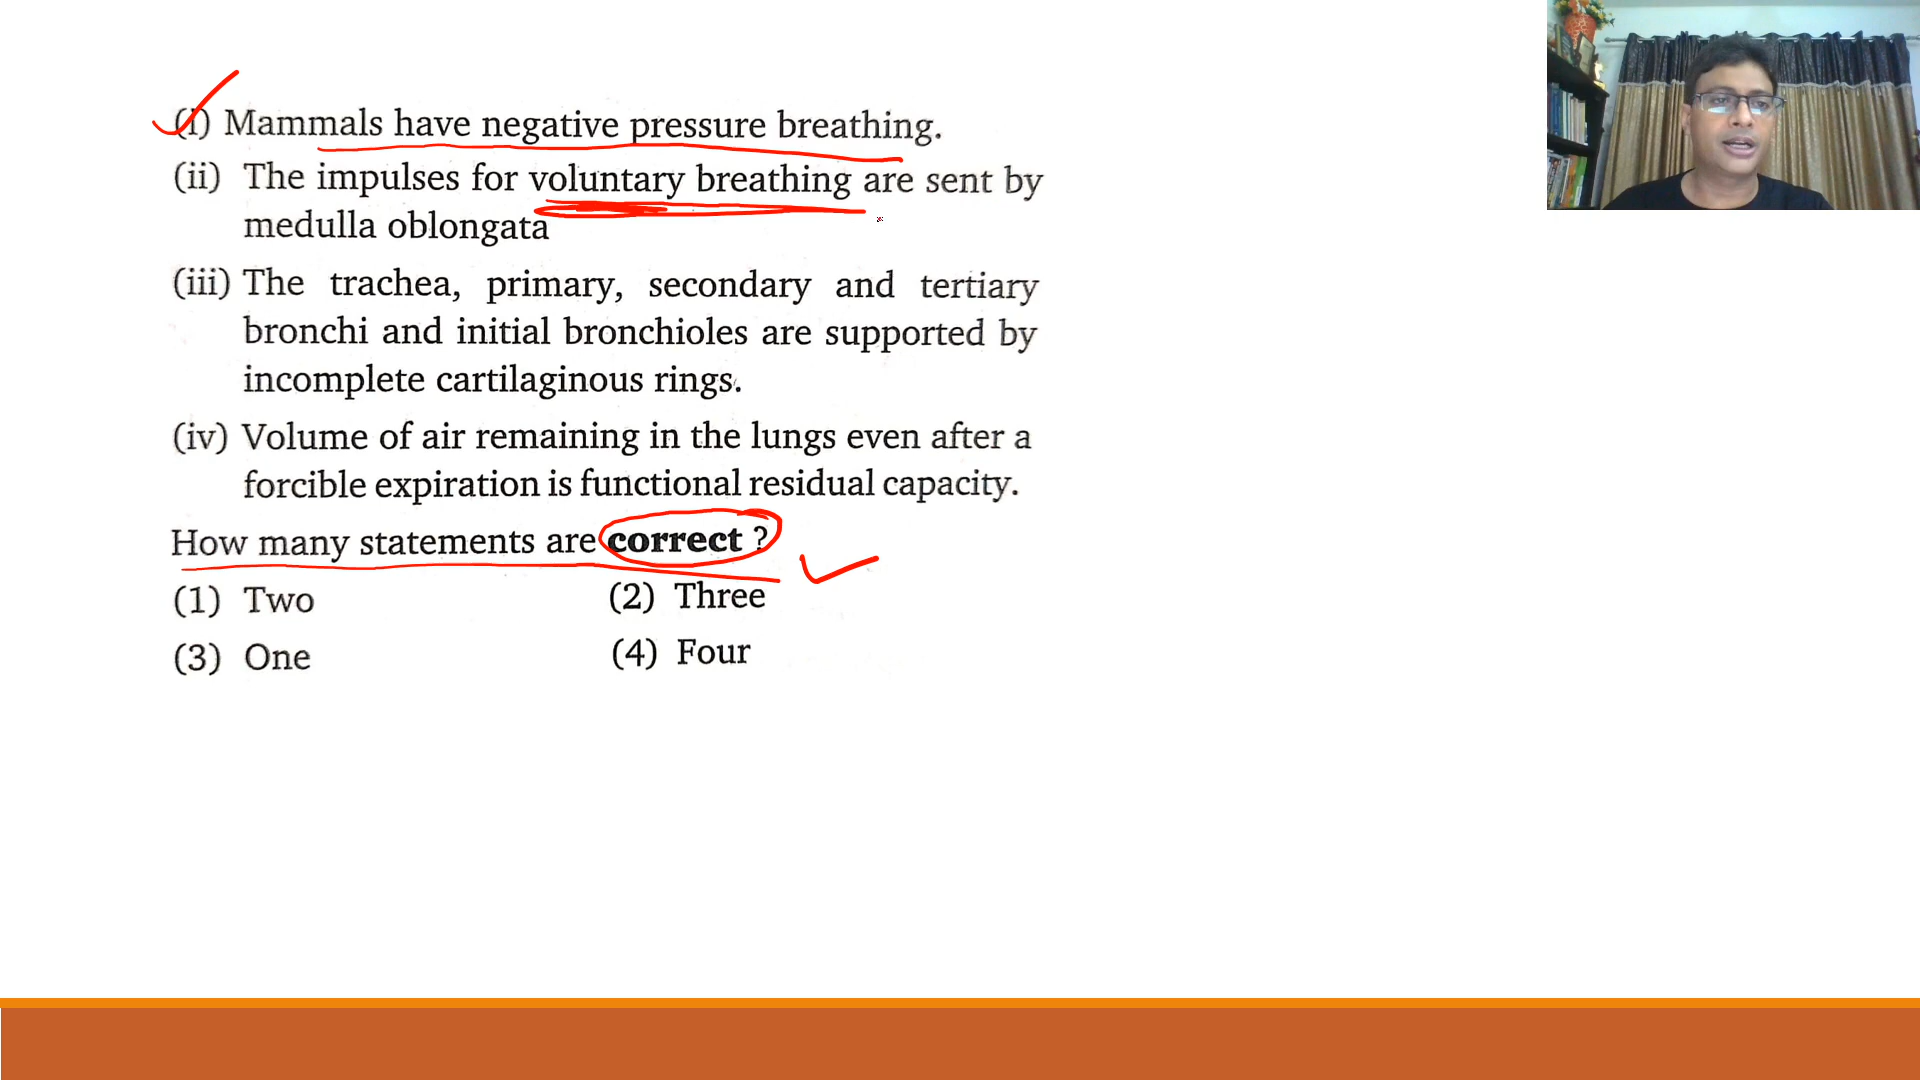 (i) Mammals have negative pressure breathing.
(ii) The impulses for voluntary breathing are sent by
medulla oblongata
(iii) The trachea, primary, secondary and tertiary
bronchi and initial bronchioles are supported by
incomplete cartilaginous rings.
(iv) Volume of air remaining in the lungs even after a
forcible expiration is functional residual capacity.
How many statements are correct ?
(1) Two (2) Three
(3) One (4) Four